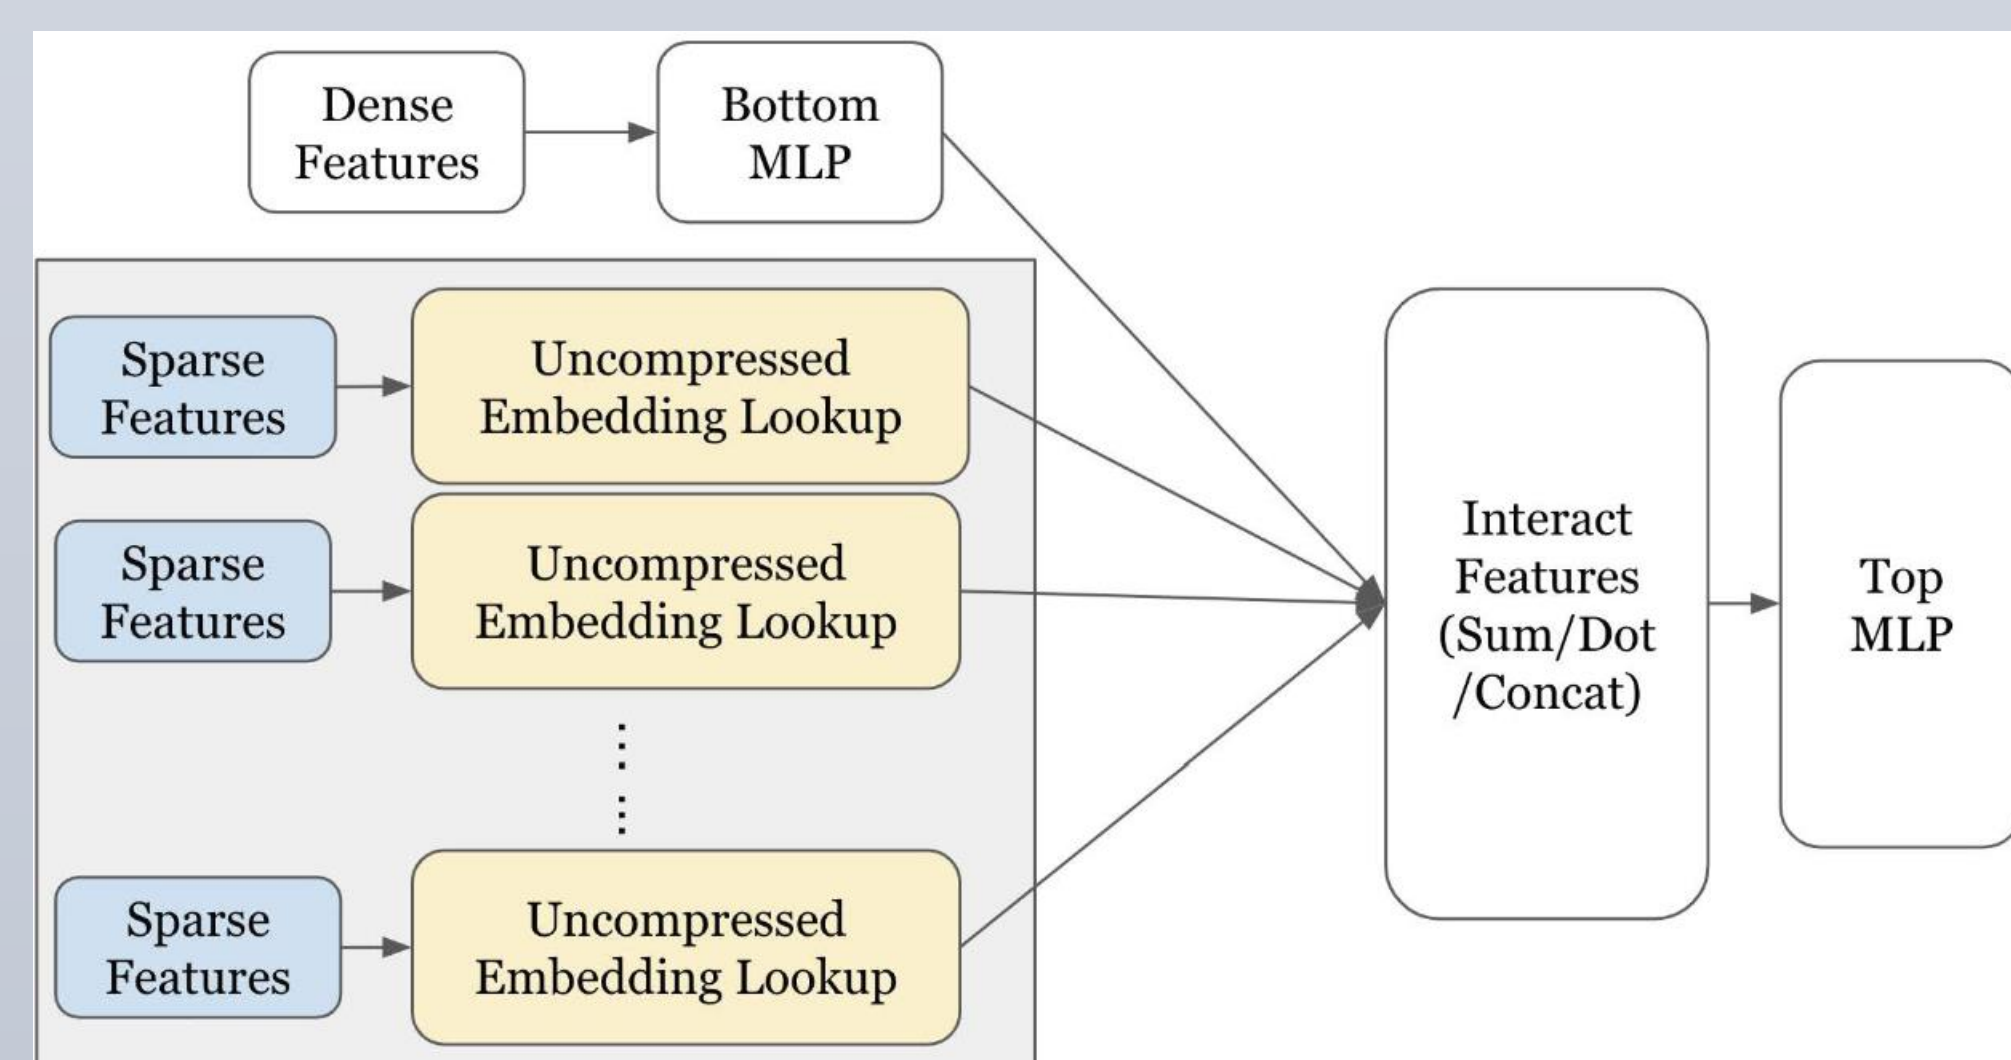 Dense
Features
Bottom
MLP
Sparse
Features
Uncompressed
Embedding Lookup
Sparse
Features
Uncompressed
Embedding Lookup
Sparse
Features
Uncompressed
Embedding Lookup
Interact
Features
(Sum/Dot
/Concat)
Top
MLP